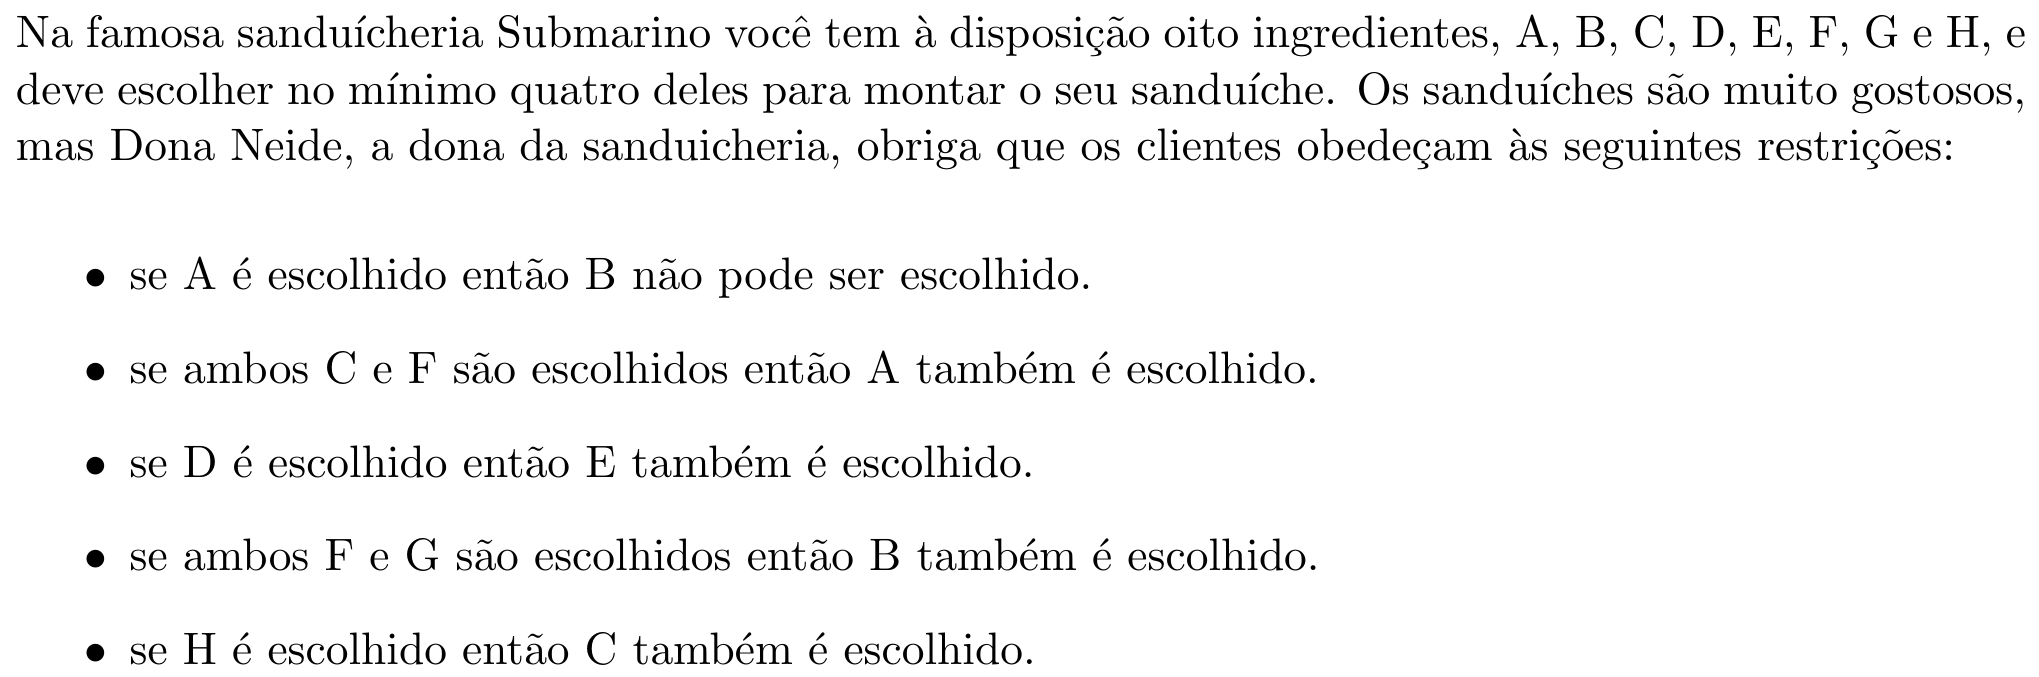 Na famosa sanduícheria Submarino você tem à disposição oito ingredientes, A, B, C, D, E, F, G e H, e
deve escolher no mínimo quatro deles para montar o seu sanduíche. Os sanduíches são muito gostosos,
mas Dona Neide, a dona da sanduicheria, obriga que os clientes obedeçam às seguintes restrições:
• se A é escolhido então B não pode ser escolhido.
• se ambos C e F são escolhidos então A também é escolhido.
• se D é escolhido então E também é escolhido.
• se ambos F e G são escolhidos então B também é escolhido.
• se H é escolhido então C também é escolhido.